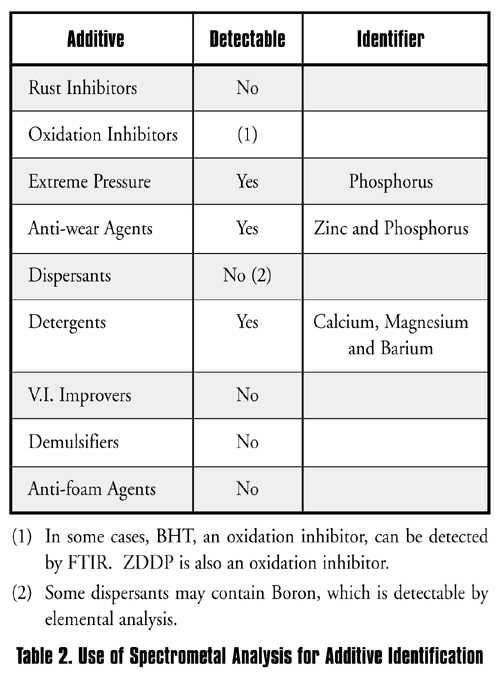 Additive Detectable Identifier
Rust Inhibitors No
Oxidation Inhibitors (1)
Extreme Pressure Yes Phosphorus
Anti-wear Agents Yes Zinc and Phosphorus
Dispersants No (2)
Detergents Yes Calcium, Magnesium
and Barium
V.I. Improvers No
Demulsifiers No
Anti-foam Agents No
(1) In some cases, BHT, an oxidation inhibitor, can be detected
by FTIR. ZDDP is also an oxidation inhibitor.
(2) Some dispersants may contain Boron, which is detectable by
elemental analysis.
Table 2. Use of Spectrometal Analysis for Additive Identification